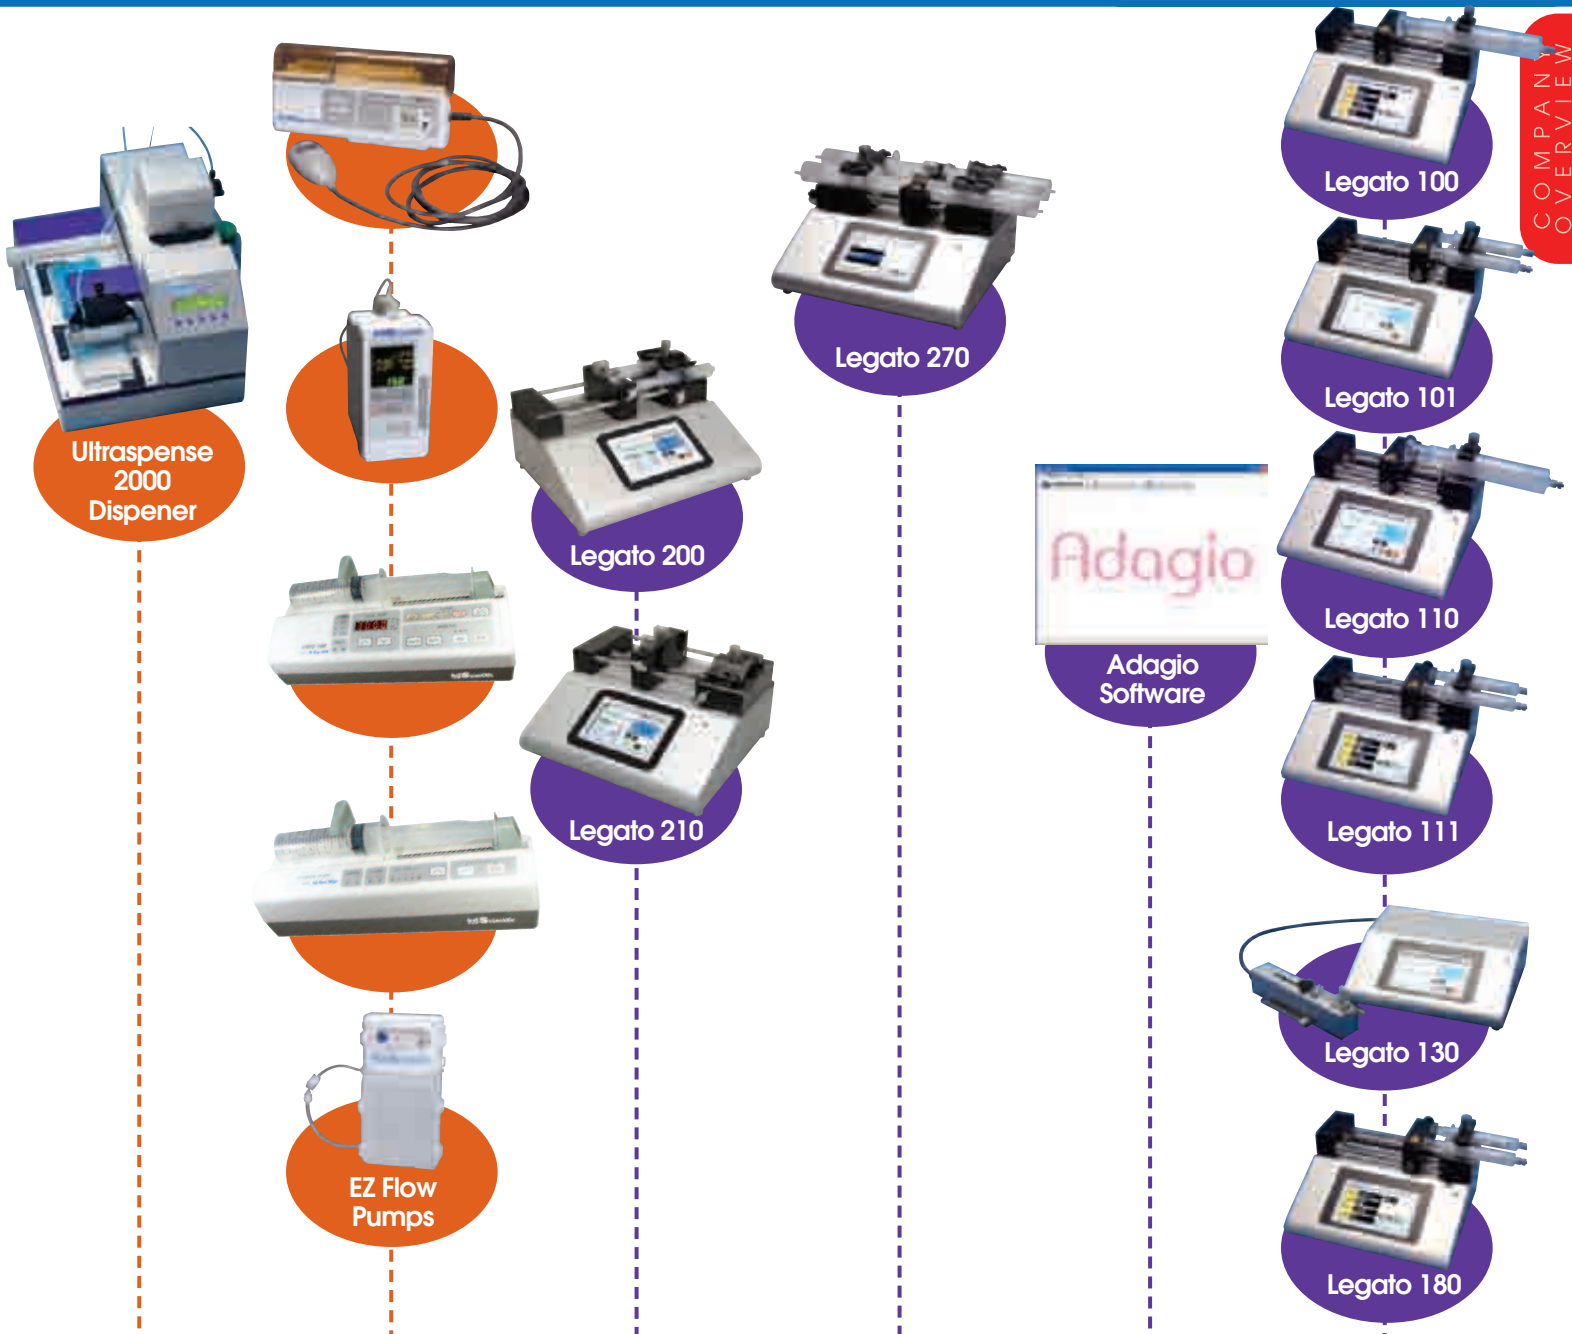 COMPANY
OVERVIEW
Ultraspense
2000
Dispener
EZ Flow
Pumps
Legato 200
Legato 210
Legato 270
Adagio
Adagio
Software
Legato 100
Legato 101
Legato 110
Legato 111
Legato 130
Legato 180